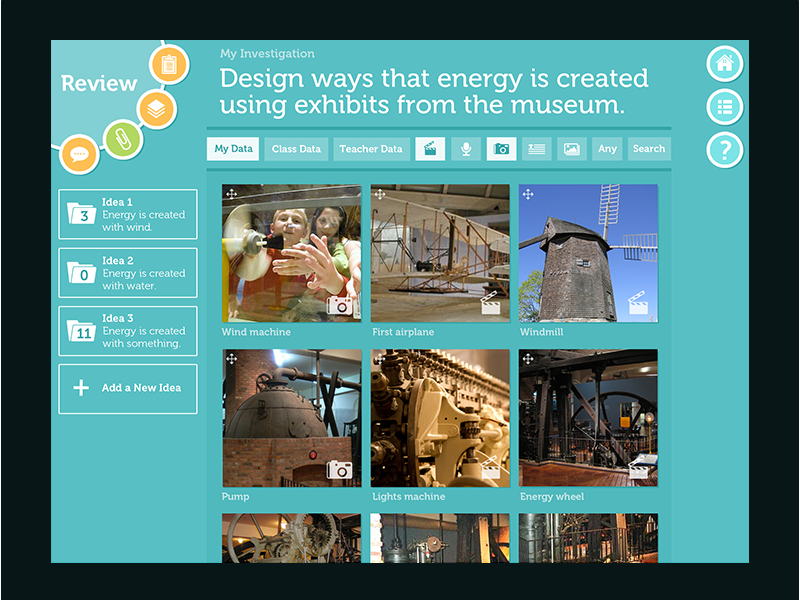 Review
My Investigation
Design ways that energy is created
using exhibits from the museum.
My Data
Class Data
Teacher Data
Any
Search
?
3
Idea 1
Energy is created
with wind.
0
Idea 2
Energy is created
with water.
11
Idea 3
Energy is created
with something.
+ Add a New Idea
Wind machine
First airplane
Windmill
Pump
Lights machine
Energy wheel